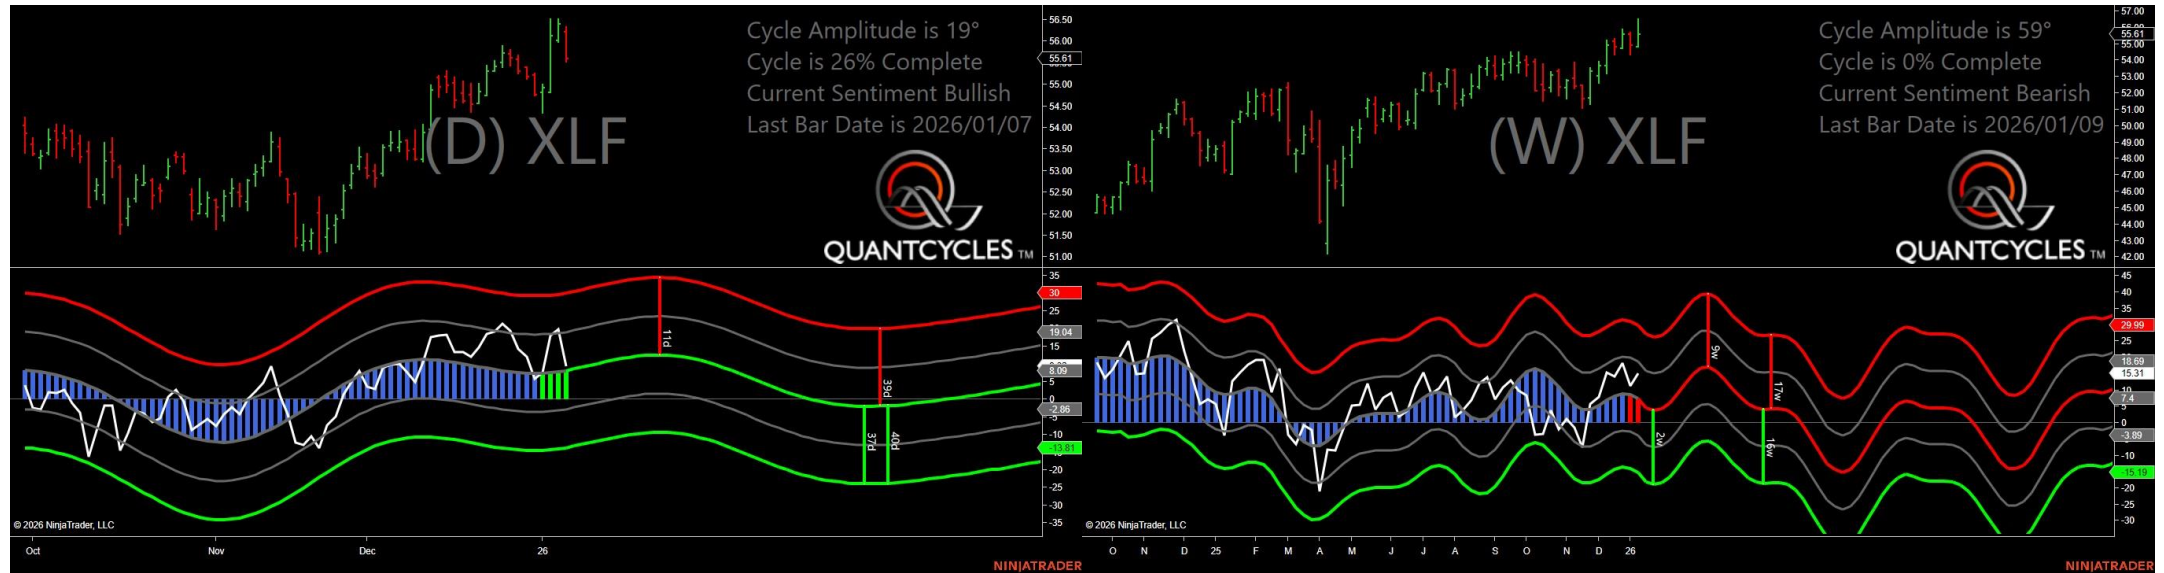 Cycle Amplitude is 19°
Cycle is 26% Complete
Current Sentiment Bullish
Last Bar Date is 2026/01/07
(D) XLF
QUANTCYCLES TM
56.50
56.00
55.61
55.00
54.50
54.00
53.50
53.00
52.50
52.00
51.50
51.00
35
30
25
19.04
15
8.09
5
0
-2.86
-5
-10
-13.81
-20
-25
-30
-35
11d
39d
37d
40d
© 2026 NinjaTrader, LLC
Oct
Nov
Dec
26
NINJATRADER
Cycle Amplitude is 59°
Cycle is 0% Complete
Current Sentiment Bearish
Last Bar Date is 2026/01/09
(W) XLF
QUANTCYCLES TM
57.00
55.61
55.00
54.00
53.00
52.00
51.00
50.00
49.00
48.00
47.00
46.00
45.00
44.00
43.00
42.00
45
40
35
29.99
25
18.69
15.31
10
7.4
5
0
-3.89
-10
-15.19
-20
-25
-30
9w
17w
2w
16w
© 2026 NinjaTrader, LLC
O
N
D
25
F
M
A
M
J
J
A
S
O
N
D
26
NINJATRADER